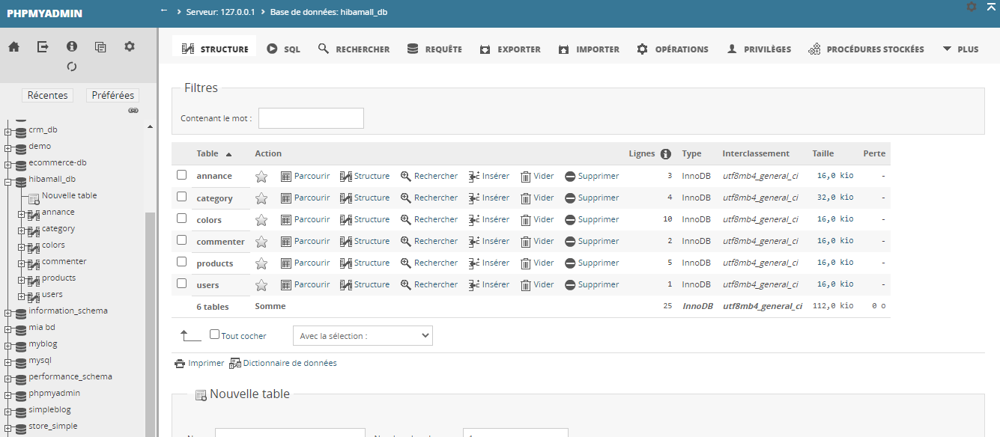 PHPMYADMIN
← Serveur: 127.0.0.1 › Base de données: hibamall_db
STRUCTURE SQL RECHERCHER REQUÊTE EXPORTER IMPORTER OPÉRATIONS PRIVILÈGES PROCÉDURES STOCKÉES PLUS
Récentes Préférées
crm_db
demo
ecommerce-db
hibamall_db
Nouvelle table
annance
category
colors
commenter
products
users
information_schema
mia bd
myblog
mysql
performance_schema
phpmyadmin
simpleblog
store_simple
Filtres
Contenant le mot :
Table Action Lignes Type Interclassement Taille Perte
annance Parcourir Structure Rechercher Insérer Vider Supprimer 3 InnoDB utf8mb4_general_ci 16,0 kio -
category Parcourir Structure Rechercher Insérer Vider Supprimer 4 InnoDB utf8mb4_general_ci 32,0 kio -
colors Parcourir Structure Rechercher Insérer Vider Supprimer 10 InnoDB utf8mb4_general_ci 16,0 kio -
commenter Parcourir Structure Rechercher Insérer Vider Supprimer 2 InnoDB utf8mb4_general_ci 16,0 kio -
products Parcourir Structure Rechercher Insérer Vider Supprimer 5 InnoDB utf8mb4_general_ci 16,0 kio -
users Parcourir Structure Rechercher Insérer Vider Supprimer 1 InnoDB utf8mb4_general_ci 16,0 kio -
6 tables Somme 25 InnoDB utf8mb4_general_ci 112,0 kio 0 o
Tout cocher Avec la sélection :
Imprimer Dictionnaire de données
Nouvelle table